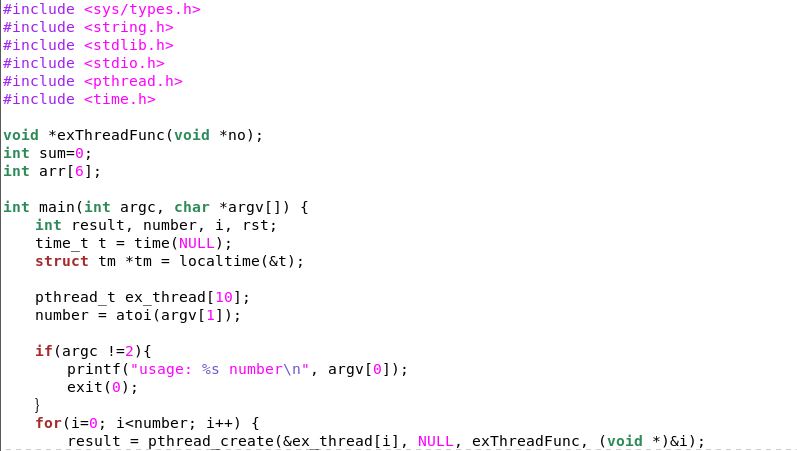 #include <sys/types.h>
#include <string.h>
#include <stdlib.h>
#include <stdio.h>
#include <pthread.h>
#include <time.h>

void *exThreadFunc(void *no);
int sum=0;
int arr[6];

int main(int argc, char *argv[]) {
    int result, number, i, rst;
    time_t t = time(NULL);
    struct tm *tm = localtime(&t);

    pthread_t ex_thread[10];
    number = atoi(argv[1]);

    if(argc !=2){
        printf("usage: %s number\n", argv[0]);
        exit(0);
    }
    for(i=0; i<number; i++) {
        result = pthread_create(&ex_thread[i], NULL, exThreadFunc, (void *)&i);